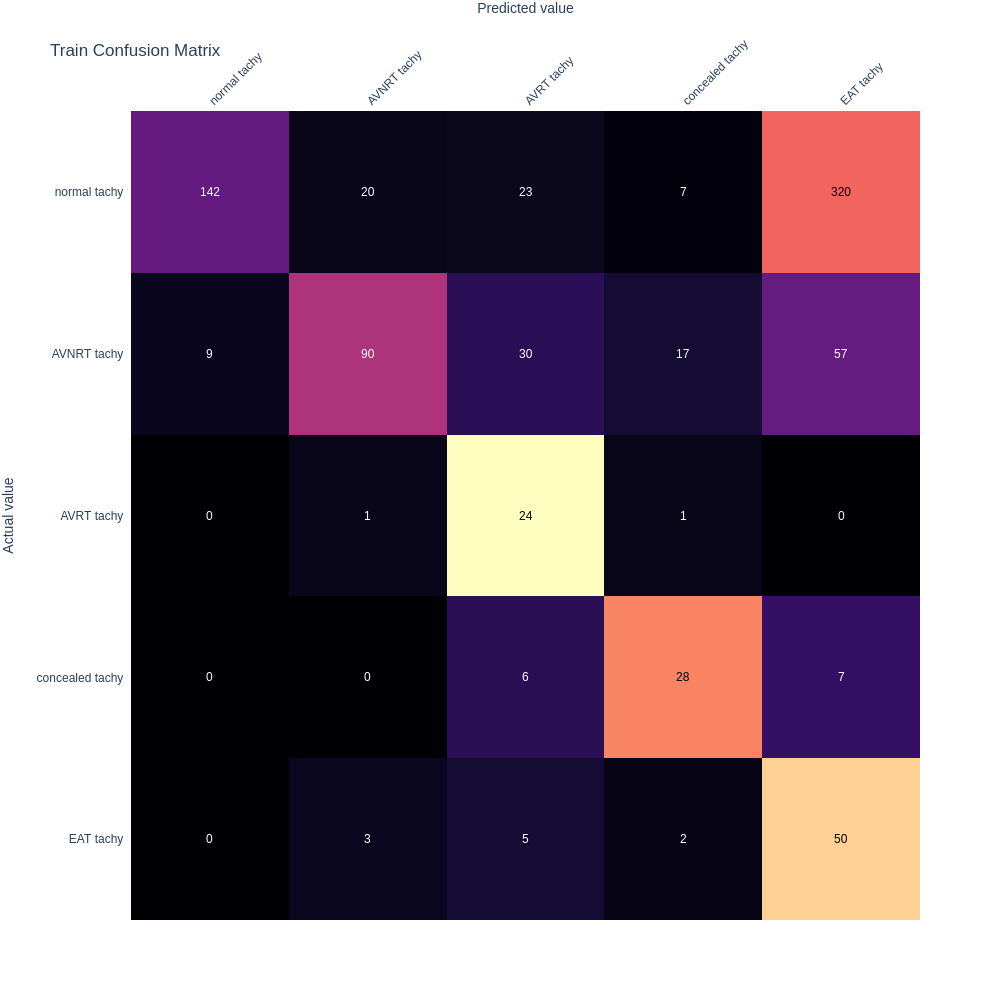 Predicted value
Train Confusion Matrix
normal tachy
AVNRT tachy
AVRT tachy
concealed tachy
EAT tachy
normal tachy 142 20 23 7 320
AVNRT tachy 9 90 30 17 57
AVRT tachy 0 1 24 1 0
concealed tachy 0 0 6 28 7
EAT tachy 0 3 5 2 50
Actual value